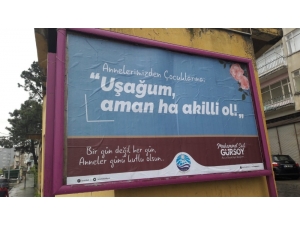 Annelerimizden Çocuklarına;
"Uşağum,
aman ha akilli ol!"
Bir gün değil her gün,
Anneler günü kutlu olsun...
GÜRSOY